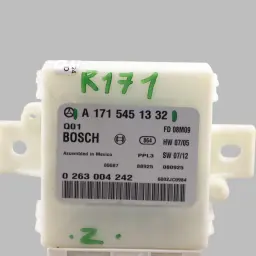 R171
A 171 545 13 32
Q01
FD 08M09
BOSCH
HW 07/05
Assembled in Mexico
PPL3
SW 07/12
080925
0 263 004 242
.Z.